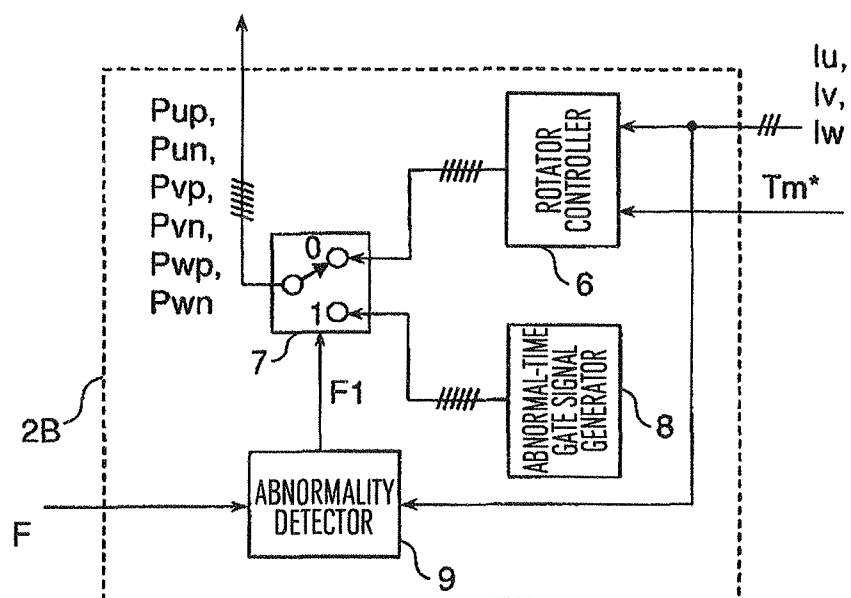 Iu,
Iv,
Iw
Pup,
Pun,
Pvp,
Pvn,
Pwp,
Pwn
ROTATOR
CONTROLLER
Tm*
0
6
1
7
ABNORMAL-TIME
GATE SIGNAL
GENERATOR
8
F1
2B
ABNORMALITY
DETECTOR
F
9